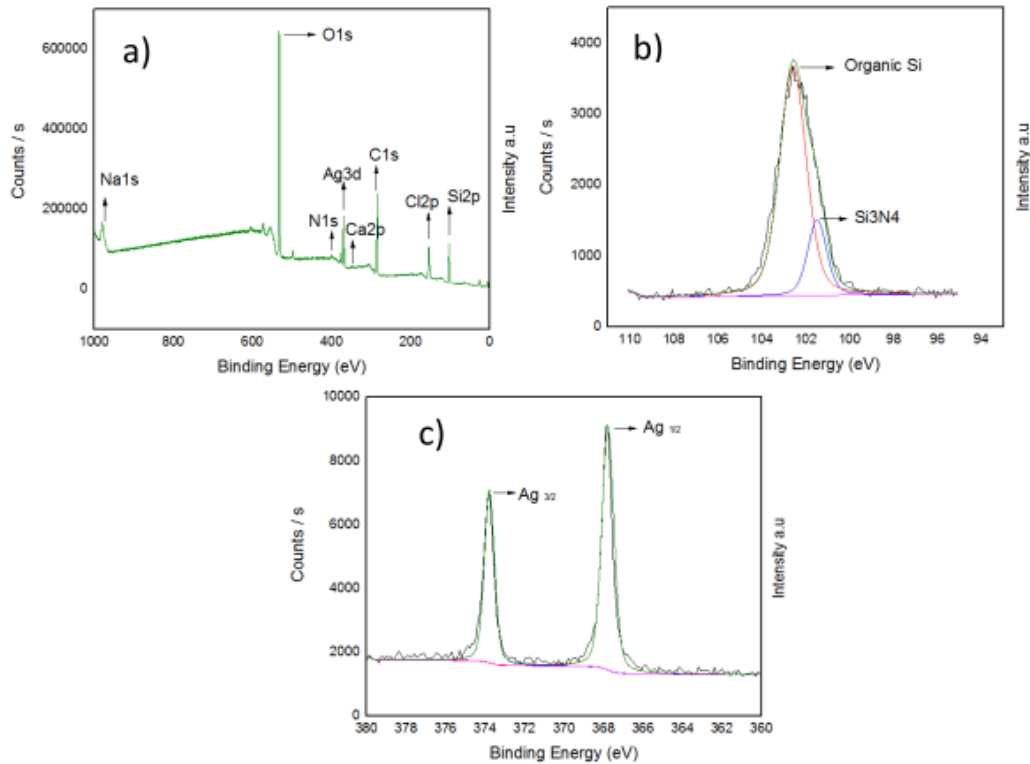 a)
O1s
Na1s
N1s
Ag3d
Ca2p
C1s
Cl2p
Si2p
600000
400000
200000
0
Counts / s
1000 800 600 400 200 0
Binding Energy (eV)
Intensity a.u
b)
Organic Si
Si3N4
4000
3000
2000
1000
0
Counts / s
110 108 106 104 102 100 98 96 94
Binding Energy (eV)
Intensity a.u
c)
Ag 3/2
Ag 1/2
10000
8000
6000
4000
2000
0
Counts / s
380 378 376 374 372 370 368 366 364 362 360
Binding Energy (eV)
Intensity a.u